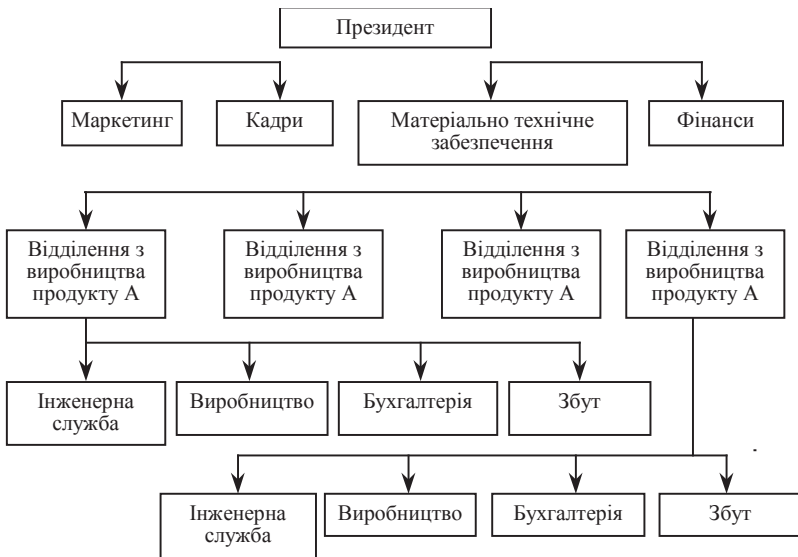 Президент
Маркетинг
Кадри
Матеріально технічне
забезпечення
Фінанси
Відділення з
виробництва
продукту А
Відділення з
виробництва
продукту А
Відділення з
виробництва
продукту А
Відділення з
виробництва
продукту А
Інженерна
служба
Виробництво
Бухгалтерія
Збут
Інженерна
служба
Виробництво
Бухгалтерія
Збут